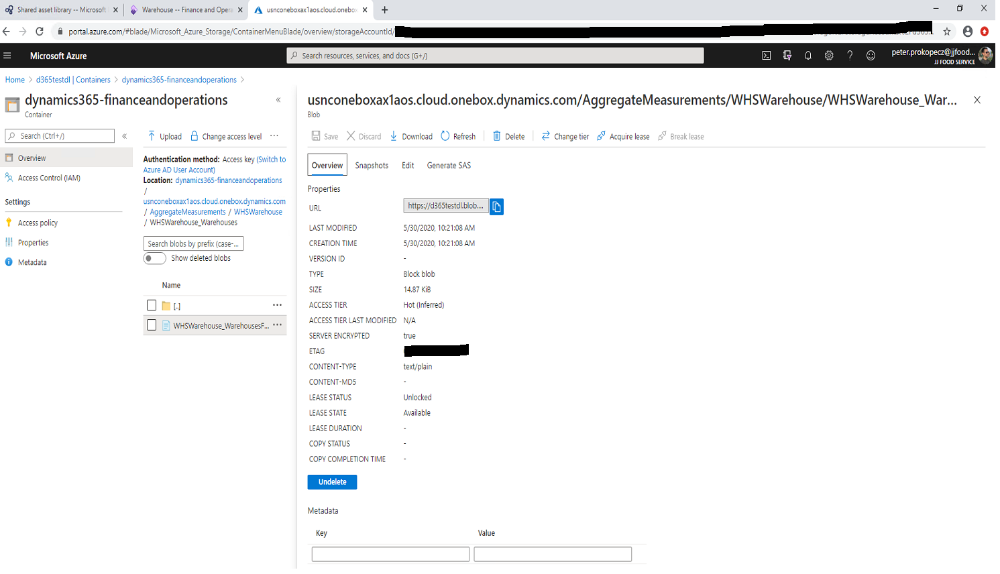 Shared asset library -- Microsoft
Warehouse -- Finance and Opera
usnconeboxax1aos.cloud.onebo
portal.azure.com/#blade/Microsoft_Azure_Storage/ContainerMenuBlade/overview/storageAccountId/
Microsoft Azure
Search resources, services, and docs (G+/)
peter.prokopecz@jjfood...
JJ FOOD SERVICE
Home > d365testdl | Containers > dynamics365-financeandoperations >
dynamics365-financeandoperations
Container
Search (Ctrl+/)
Overview
Access Control (IAM)
Settings
Access policy
Properties
Metadata
Upload
Change access level
Authentication method: Access key (Switch to
Azure AD User Account)
Location: dynamics365-financeandoperations
/
usnconeboxax1aos.cloud.onebox.dynamics.com
/ AggregateMeasurements / WHSWarehouse
/ WHSWarehouse_Warehouses
Search blobs by prefix (case-...
Show deleted blobs
Name
[..]
WHSWarehouse_WarehousesF...
usnconeboxax1aos.cloud.onebox.dynamics.com/AggregateMeasurements/WHSWarehouse/WHSWarehouse_War...
Blob
Save
Discard
Download
Refresh
Delete
Change tier
Acquire lease
Break lease
Overview
Snapshots
Edit
Generate SAS
Properties
URL https://d365testdl.blob....
LAST MODIFIED 5/30/2020, 10:21:08 AM
CREATION TIME 5/30/2020, 10:21:08 AM
VERSION ID -
TYPE Block blob
SIZE 14.87 KiB
ACCESS TIER Hot (Inferred)
ACCESS TIER LAST MODIFIED N/A
SERVER ENCRYPTED true
ETAG
CONTENT-TYPE text/plain
CONTENT-MD5 -
LEASE STATUS Unlocked
LEASE STATE Available
LEASE DURATION -
COPY STATUS -
COPY COMPLETION TIME -
Undelete
Metadata
Key Value